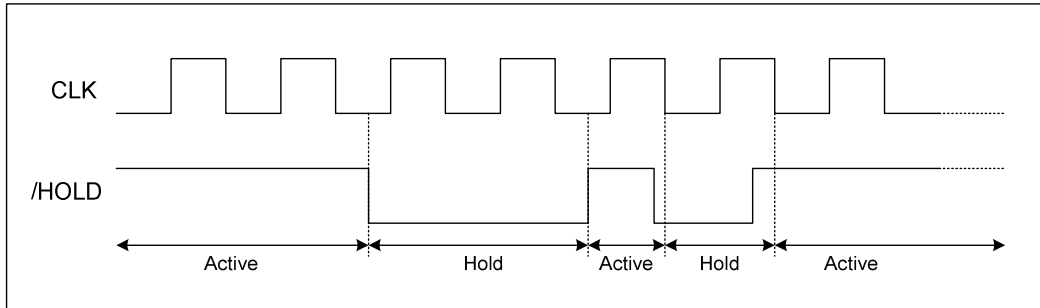 CLK
/HOLD
Active
Hold
Active
Hold
Active